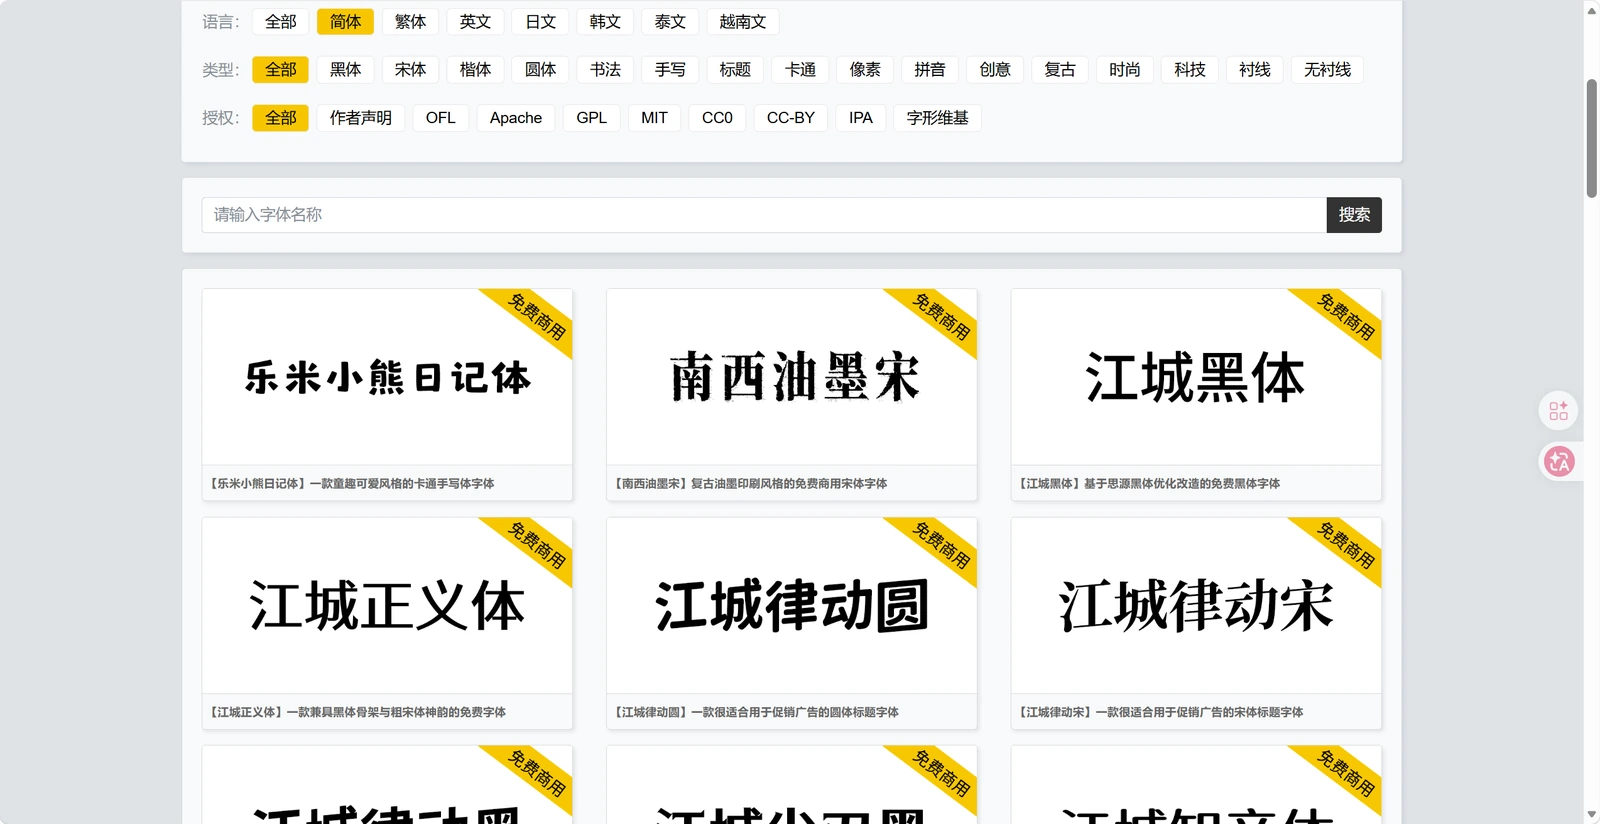 语言： 全部 简体 繁体 英文 日文 韩文 泰文 越南文
类型： 全部 黑体 宋体 楷体 圆体 书法 手写 标题 卡通 像素 拼音 创意 复古 时尚 科技 衬线 无衬线
授权： 全部 作者声明 OFL Apache GPL MIT CC0 CC-BY IPA 字形维基
请输入字体名称 搜索
免费商用
乐米小熊日记体
【乐米小熊日记体】一款童趣可爱风格的卡通手写体字体
免费商用
南西油墨宋
【南西油墨宋】复古油墨印刷风格的免费商用宋体字体
免费商用
江城黑体
【江城黑体】基于思源黑体优化改造的免费黑体字体
免费商用
江城正义体
【江城正义体】一款兼具黑体骨架与粗宋体神韵的免费字体
免费商用
江城律动圆
【江城律动圆】一款很适合用于促销广告的圆体标题字体
免费商用
江城律动宋
【江城律动宋】一款很适合用于促销广告的宋体标题字体
免费商用
江城律动黑
免费商用
免费商用